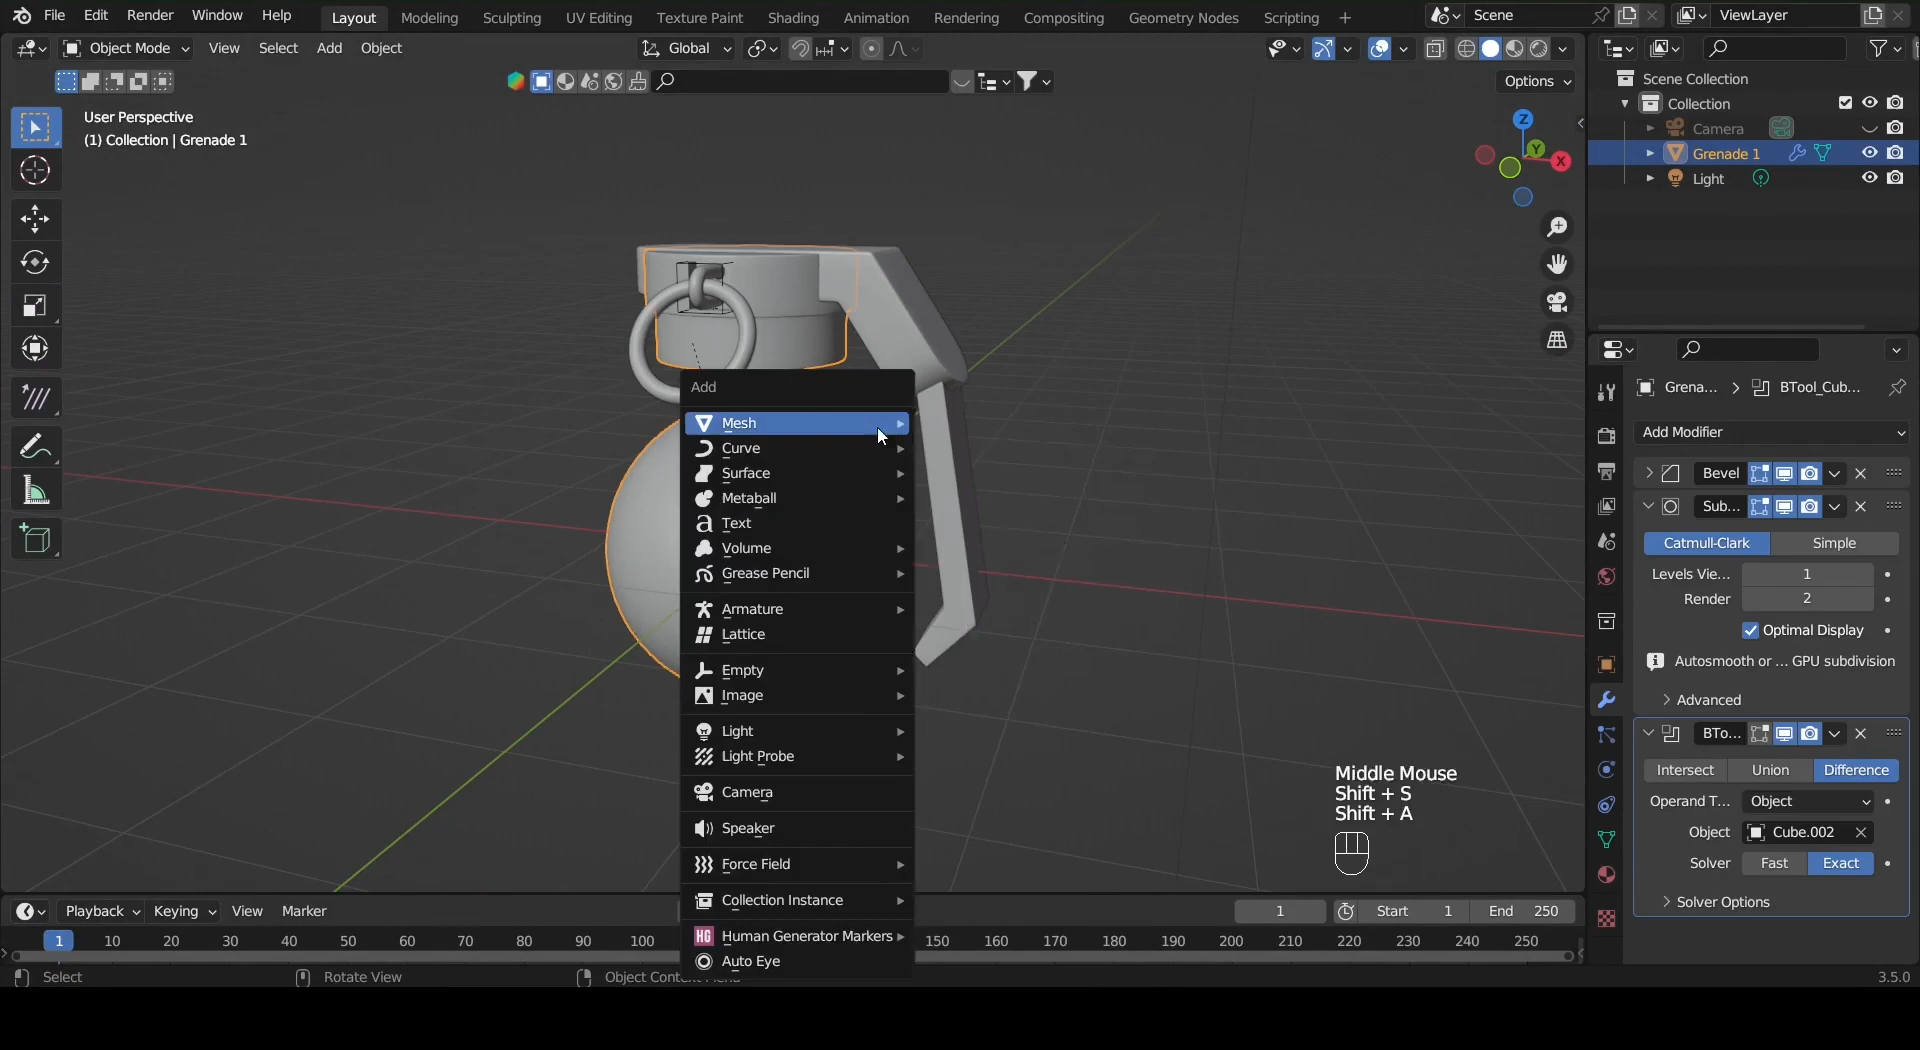 File Edit Render Window Help
Layout Modeling Sculpting UV Editing Texture Paint Shading Animation Rendering Compositing Geometry Nodes Scripting +
Scene
ViewLayer
Object Mode View Select Add Object
Global
Options
User Perspective
(1) Collection | Grenade 1
Z
Y
X
Scene Collection
Collection
Camera
Grenade 1
Light
Add
Mesh
Curve
Surface
Metaball
Text
Volume
Grease Pencil
Armature
Lattice
Empty
Image
Light
Light Probe
Camera
Speaker
Force Field
Collection Instance
HG Human Generator Markers
Auto Eye
Middle Mouse
Shift + S
Shift + A
Grena... > BTool_Cub...
Add Modifier
Bevel
Sub...
Catmull-Clark Simple
Levels Vie... 1
Render 2
Optimal Display
Autosmooth or ... GPU subdivision
Advanced
BTo...
Intersect Union Difference
Operand T... Object
Object Cube.002
Solver Fast Exact
Solver Options
Playback Keying View Marker
1 Start 1 End 250
1 10 20 30 40 50 60 70 80 90 100 150 160 170 180 190 200 210 220 230 240 250
Select Rotate View Object
3.5.0